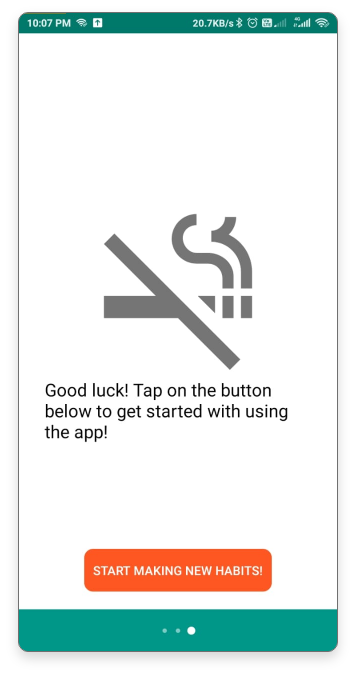 10:07 PM 20.7KB/s 4G
Good luck! Tap on the button
below to get started with using
the app!
START MAKING NEW HABITS!